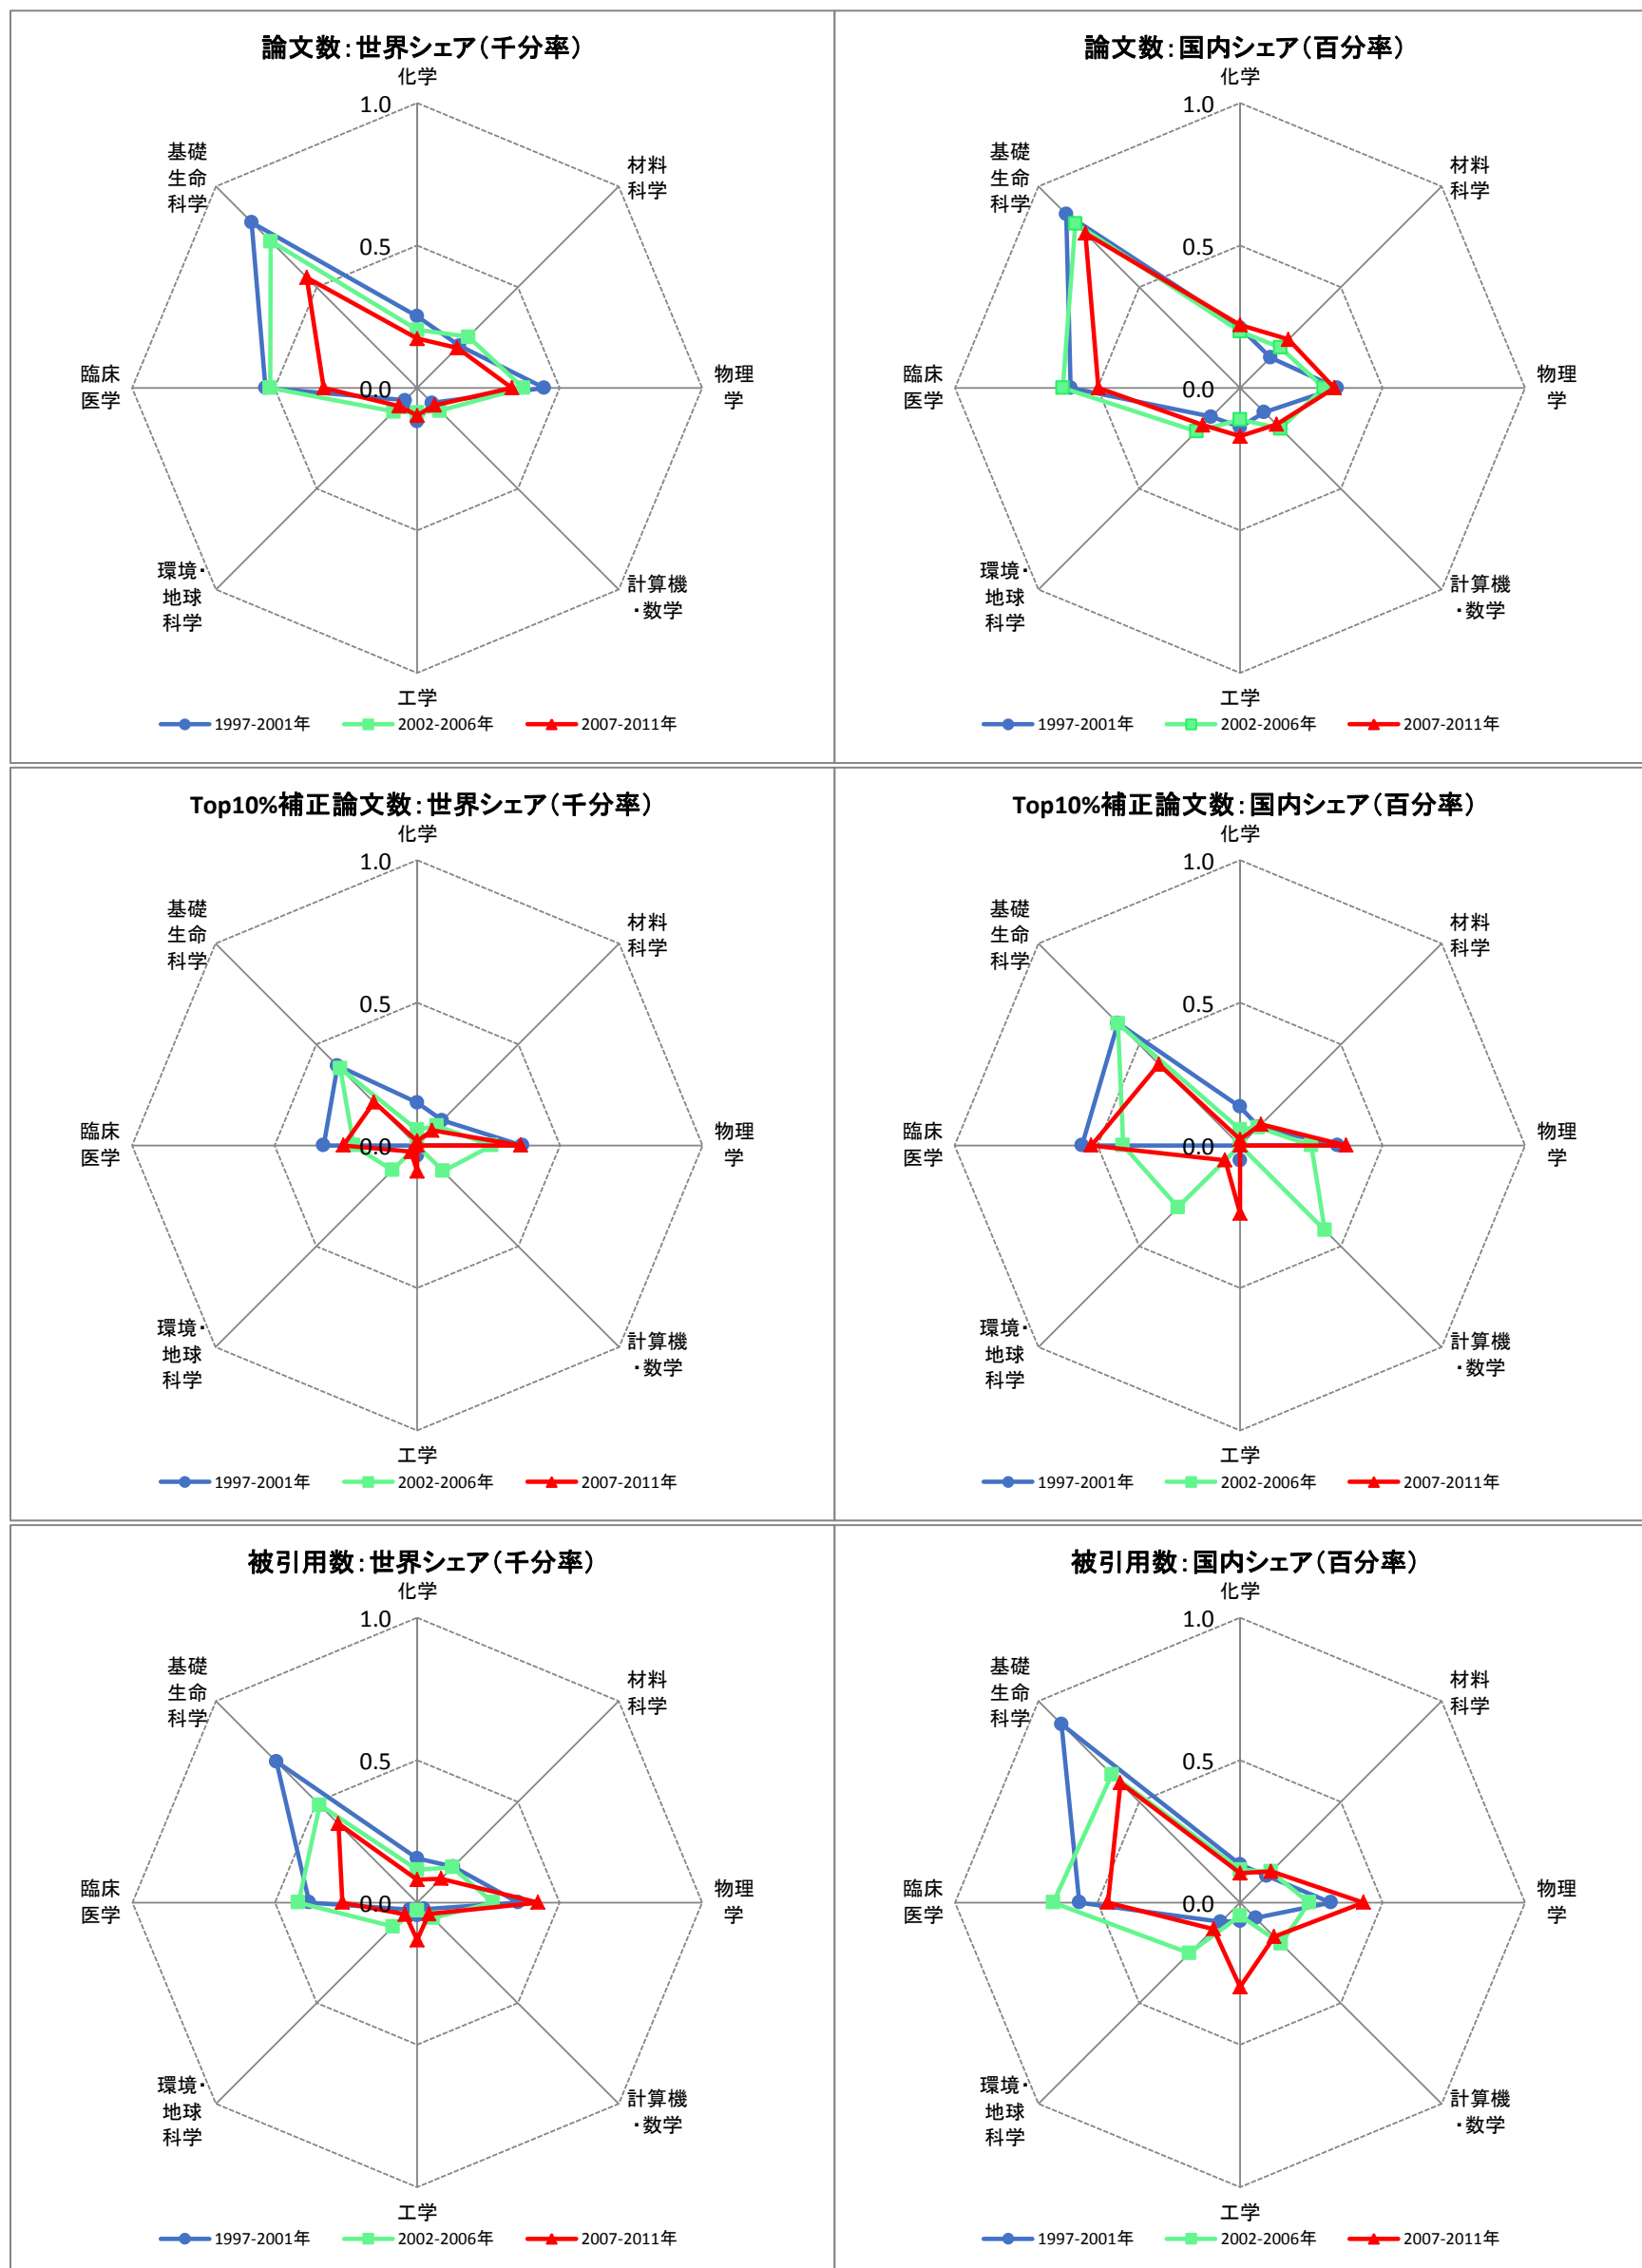 論文数：世界シェア（千分率）
化学
1.0
基礎
生命
科学
材料
科学
0.5
臨床
医学
0.0
物理
学
環境・
地球
科学
計算機
・数学
工学
1997-2001年
2002-2006年
2007-2011年
論文数：国内シェア（百分率）
化学
1.0
基礎
生命
科学
材料
科学
0.5
臨床
医学
0.0
物理
学
環境・
地球
科学
計算機
・数学
工学
1997-2001年
2002-2006年
2007-2011年
Top10%補正論文数：世界シェア（千分率）
化学
1.0
基礎
生命
科学
材料
科学
0.5
臨床
医学
0.0
物理
学
環境・
地球
科学
計算機
・数学
工学
1997-2001年
2002-2006年
2007-2011年
Top10%補正論文数：国内シェア（百分率）
化学
1.0
基礎
生命
科学
材料
科学
0.5
臨床
医学
0.0
物理
学
環境・
地球
科学
計算機
・数学
工学
1997-2001年
2002-2006年
2007-2011年
被引用数：世界シェア（千分率）
化学
1.0
基礎
生命
科学
材料
科学
0.5
臨床
医学
0.0
物理
学
環境・
地球
科学
計算機
・数学
工学
1997-2001年
2002-2006年
2007-2011年
被引用数：国内シェア（百分率）
化学
1.0
基礎
生命
科学
材料
科学
0.5
臨床
医学
0.0
物理
学
環境・
地球
科学
計算機
・数学
工学
1997-2001年
2002-2006年
2007-2011年